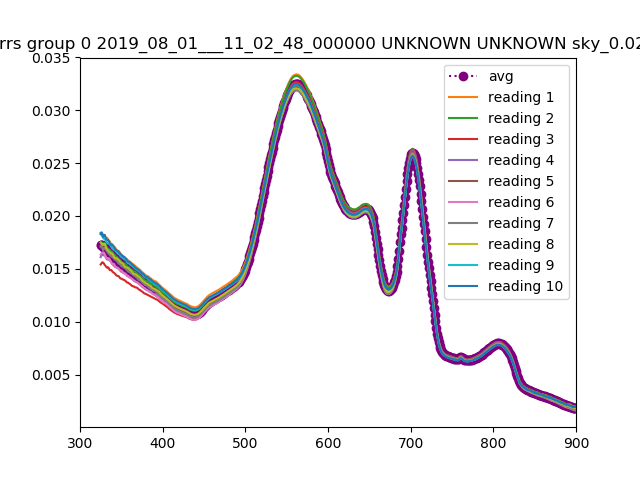 rrs group 0 2019_08_01___11_02_48_000000 UNKNOWN UNKNOWN sky_0.02
0.035
0.030
0.025
0.020
0.015
0.010
0.005
300 400 500 600 700 800 900
avg
reading 1
reading 2
reading 3
reading 4
reading 5
reading 6
reading 7
reading 8
reading 9
reading 10